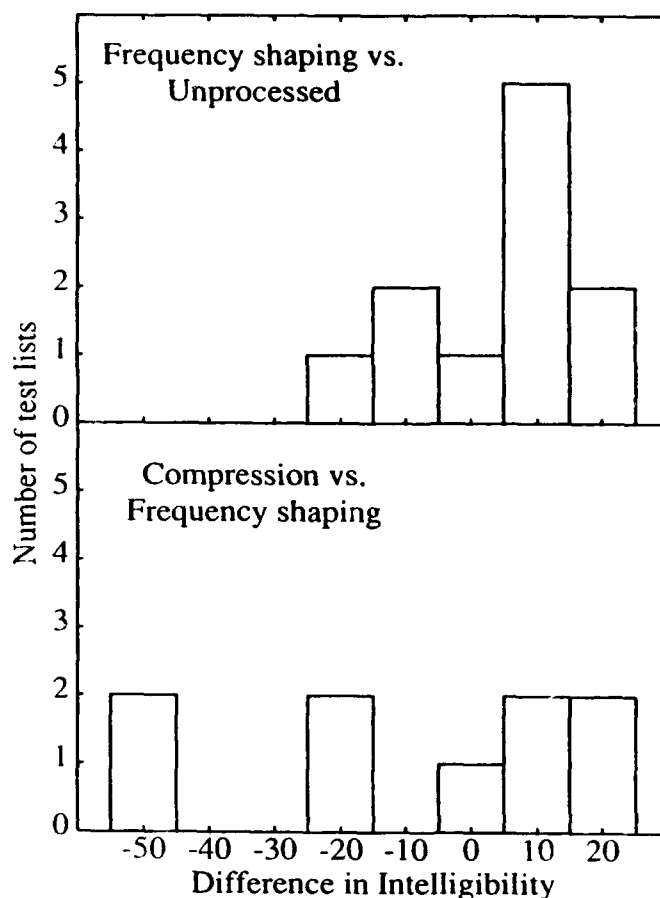 Frequency shaping vs.
Unprocessed
5
4
3
2
1
0
Compression vs.
Frequency shaping
5
4
3
2
1
0
Number of test lists
-50 -40 -30 -20 -10 0 10 20
Difference in Intelligibility